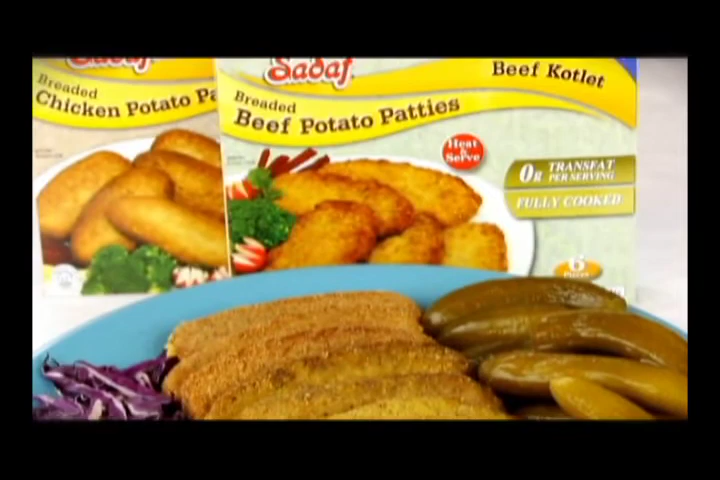 Sadaf
Breaded
Chicken Potato Pa
Sadaf
Beef Kotlet
Breaded
Beef Potato Patties
Heat
&
Serve
0g TRANSFAT
PER SERVING
FULLY COOKED
6